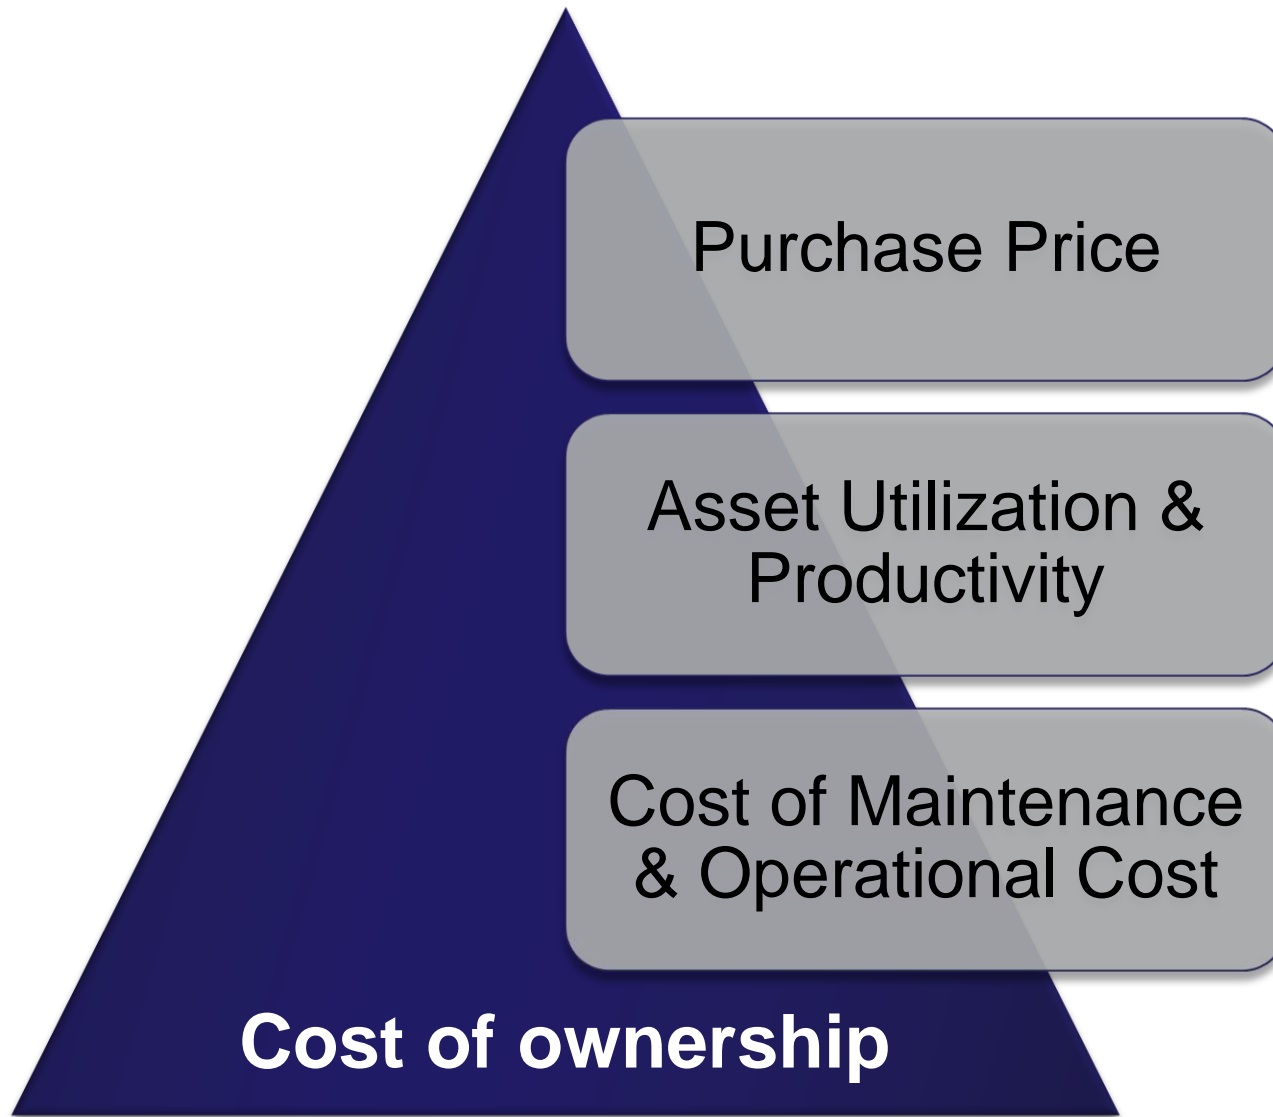 Purchase Price
Asset Utilization &
Productivity
Cost of Maintenance
& Operational Cost
Cost of ownership